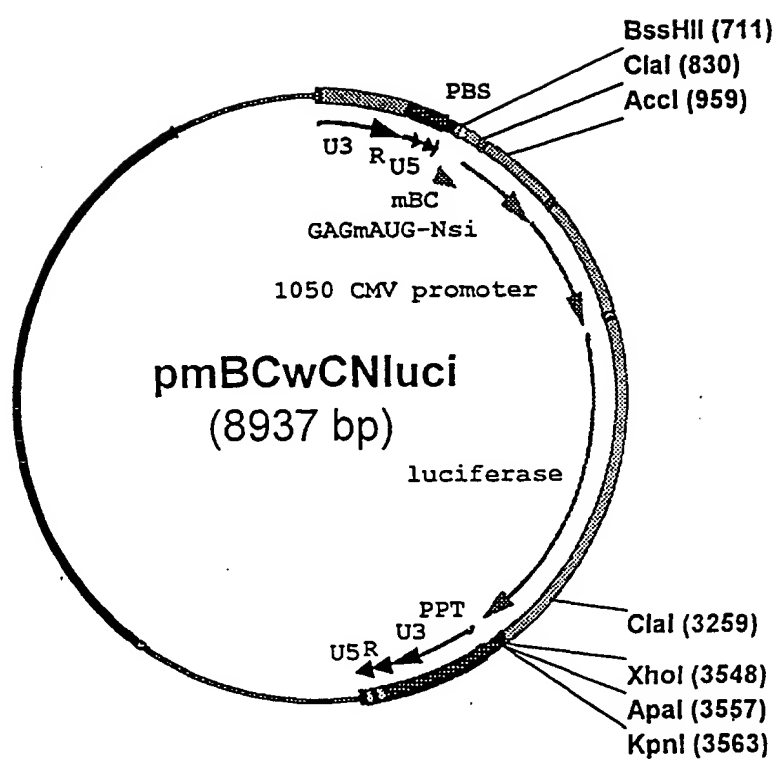 BssHII (711)
ClaI (830)
AccI (959)
PBS
U3
R
U5
mBC
GAGmAUG-Nsi
1050 CMV promoter
pmBCwCNluci
(8937 bp)
luciferase
PPT
U3
R
U5
ClaI (3259)
XhoI (3548)
ApaI (3557)
KpnI (3563)